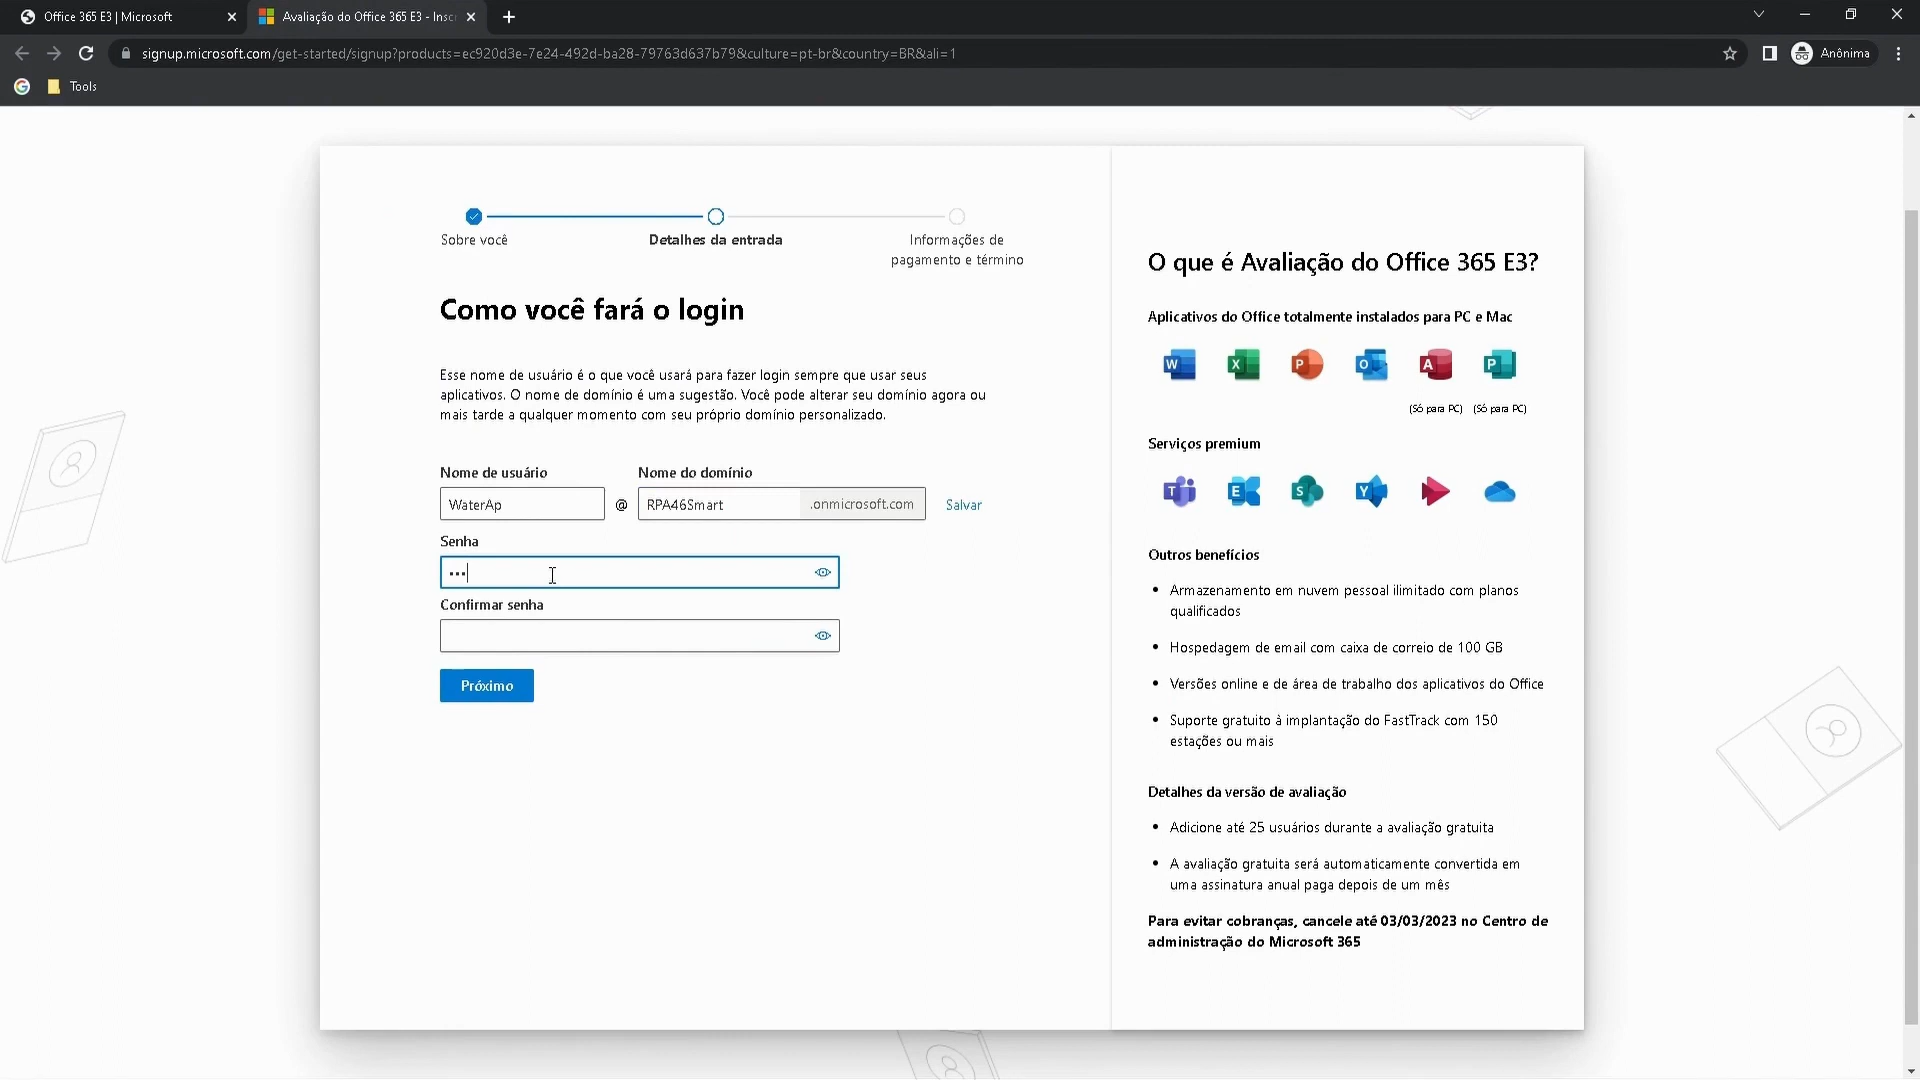 Office 365 E3 | Microsoft
Avaliação do Office 365 E3 - Inscr
signup.microsoft.com/get-started/signup?products=ec920d3e-7e24-492d-ba28-79763d637b79&culture=pt-br&country=BR&ali=1
Anônima
Tools
Sobre você
Detalhes da entrada
Informações de
pagamento e término
Como você fará o login
Esse nome de usuário é o que você usará para fazer login sempre que usar seus
aplicativos. O nome de domínio é uma sugestão. Você pode alterar seu domínio agora ou
mais tarde a qualquer momento com seu próprio domínio personalizado.
Nome de usuário
Nome do domínio
WaterAp
@
RPA46Smart
.onmicrosoft.com
Salvar
Senha
•••
Confirmar senha
Próximo
O que é Avaliação do Office 365 E3?
Aplicativos do Office totalmente instalados para PC e Mac
W X P O A P
(Só para PC) (Só para PC)
Serviços premium
T E S Y
Outros benefícios
• Armazenamento em nuvem pessoal ilimitado com planos
qualificados
• Hospedagem de email com caixa de correio de 100 GB
• Versões online e de área de trabalho dos aplicativos do Office
• Suporte gratuito à implantação do FastTrack com 150
estações ou mais
Detalhes da versão de avaliação
• Adicione até 25 usuários durante a avaliação gratuita
• A avaliação gratuita será automaticamente convertida em
uma assinatura anual paga depois de um mês
Para evitar cobranças, cancele até 03/03/2023 no Centro de
administração do Microsoft 365